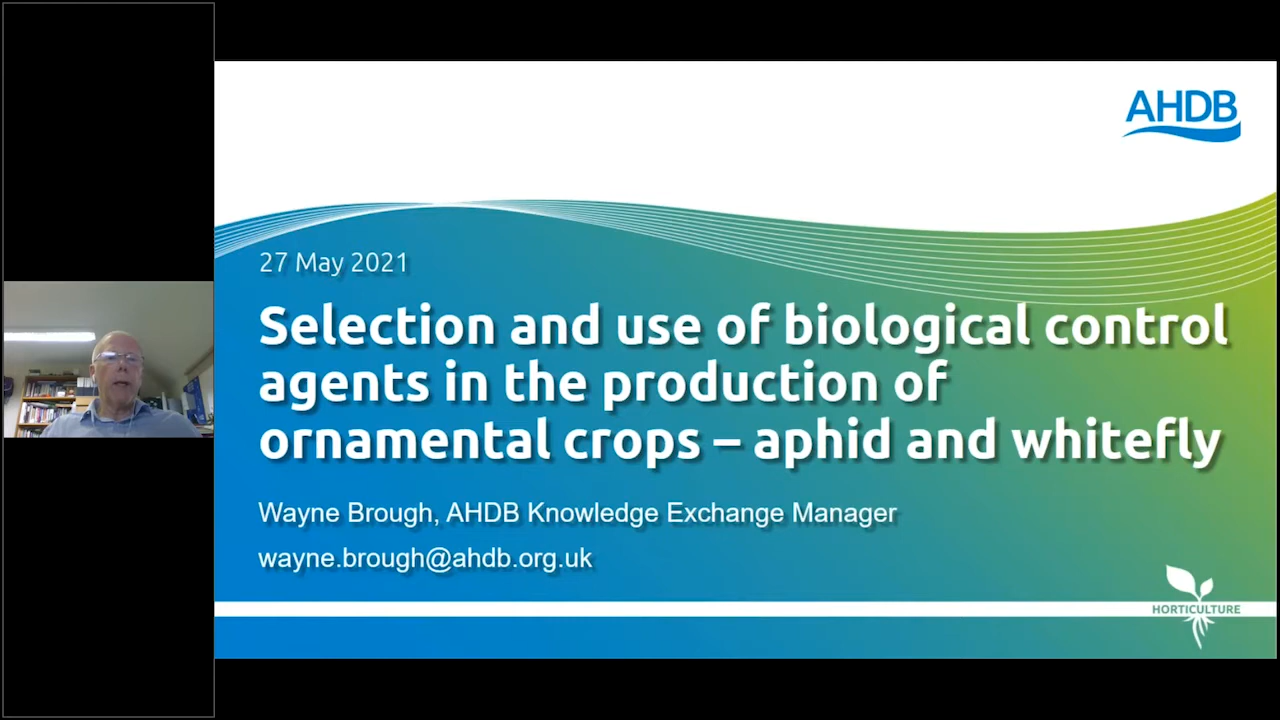 AHDB
27 May 2021
Selection and use of biological control
agents in the production of
ornamental crops – aphid and whitefly
Wayne Brough, AHDB Knowledge Exchange Manager
wayne.brough@ahdb.org.uk
HORTICULTURE